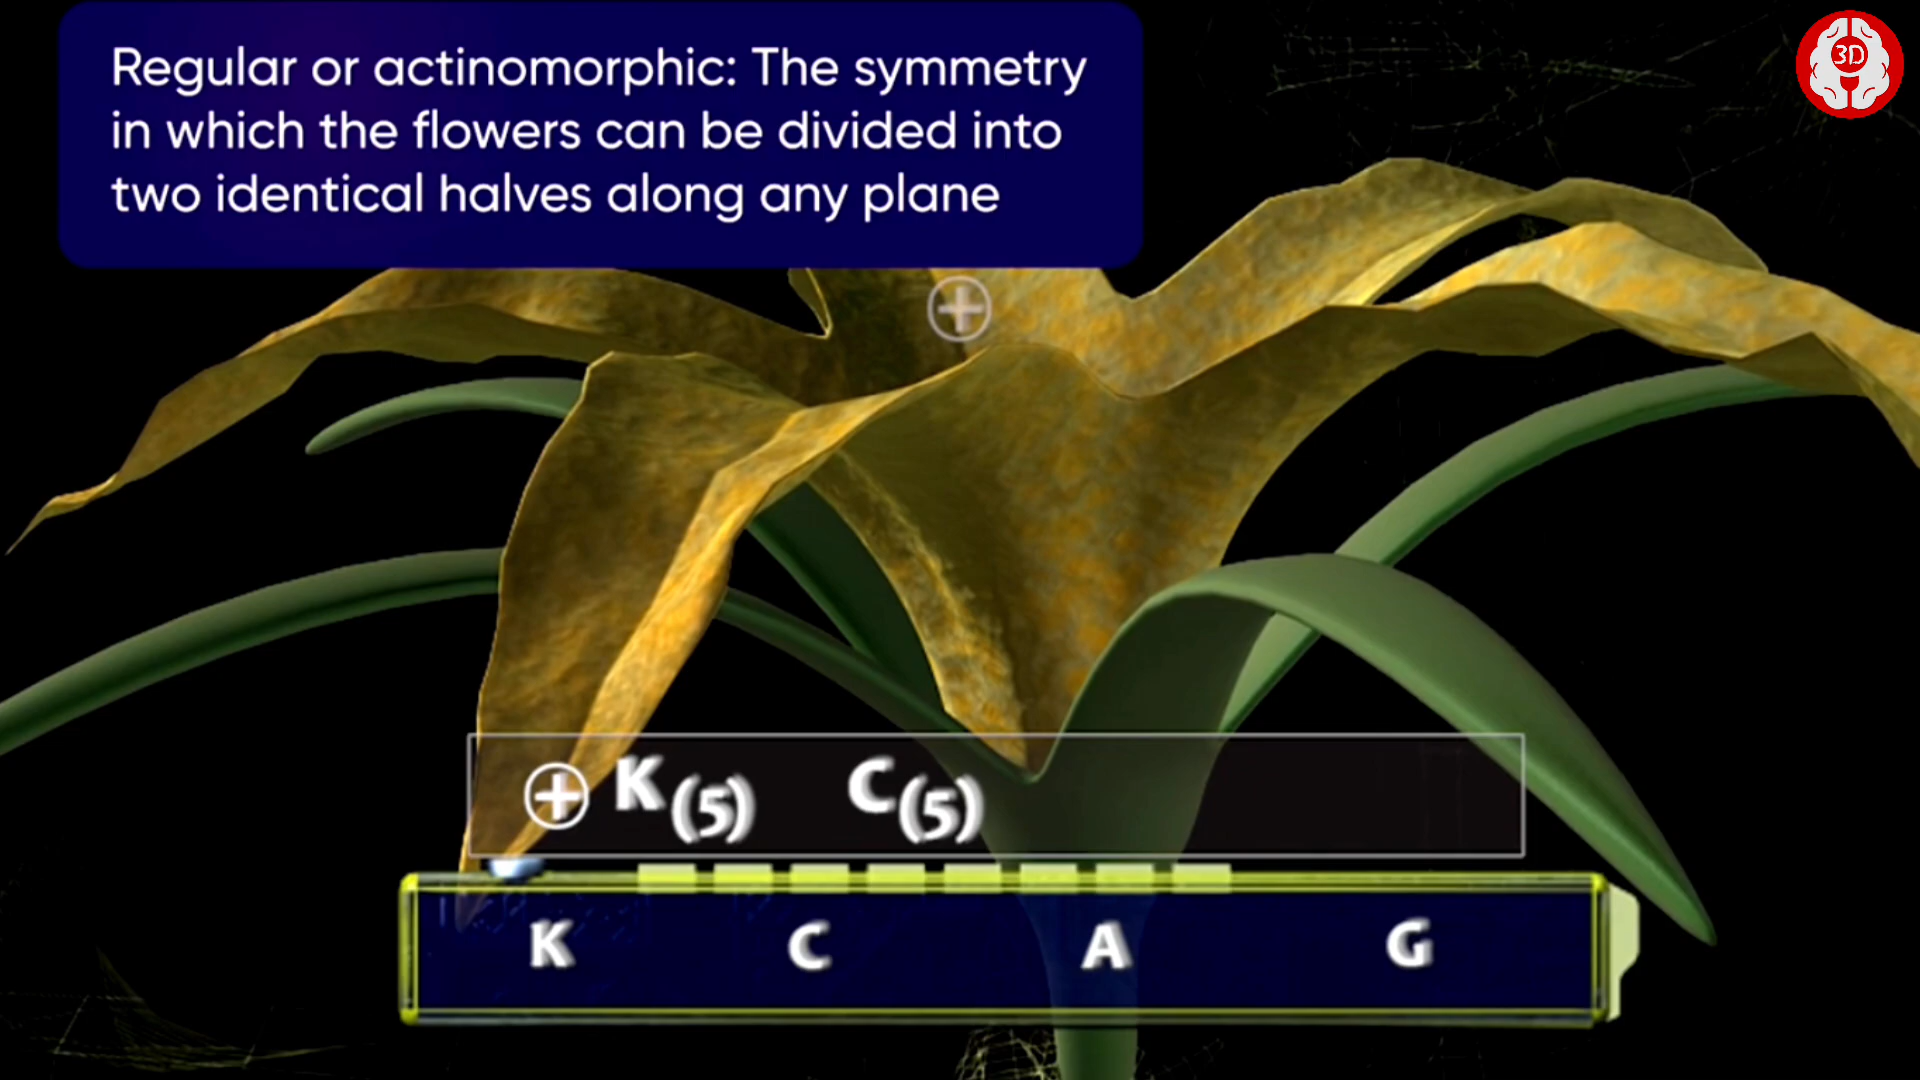 Regular or actinomorphic: The symmetry
in which the flowers can be divided into
two identical halves along any plane
3D
⊕
⊕ K(5) C(5)
K C A G